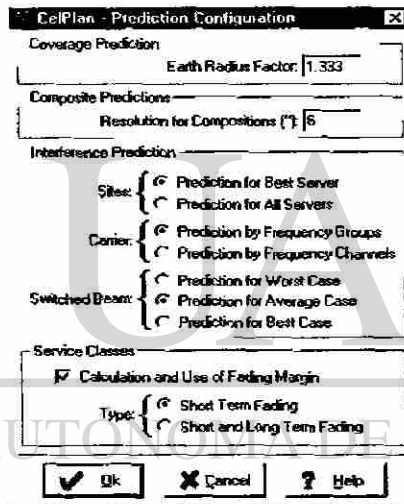 CelPlan - Prediction Configuration
Coverage Prediction
Earth Radius Factor: 1.333
Composite Predictions
Resolution for Compositions ("): 6
Interference Prediction
Sites:
Prediction for Best Server
Prediction for All Servers
Carrier:
Prediction by Frequency Groups
Prediction by Frequency Channels
Switched Beam:
Prediction for Worst Case
Prediction for Average Case
Prediction for Best Case
Service Classes
Calculation and Use of Fading Margin
Type:
Short Term Fading
Short and Long Term Fading
UA
UTONOMA DE
Ok Cancel Help